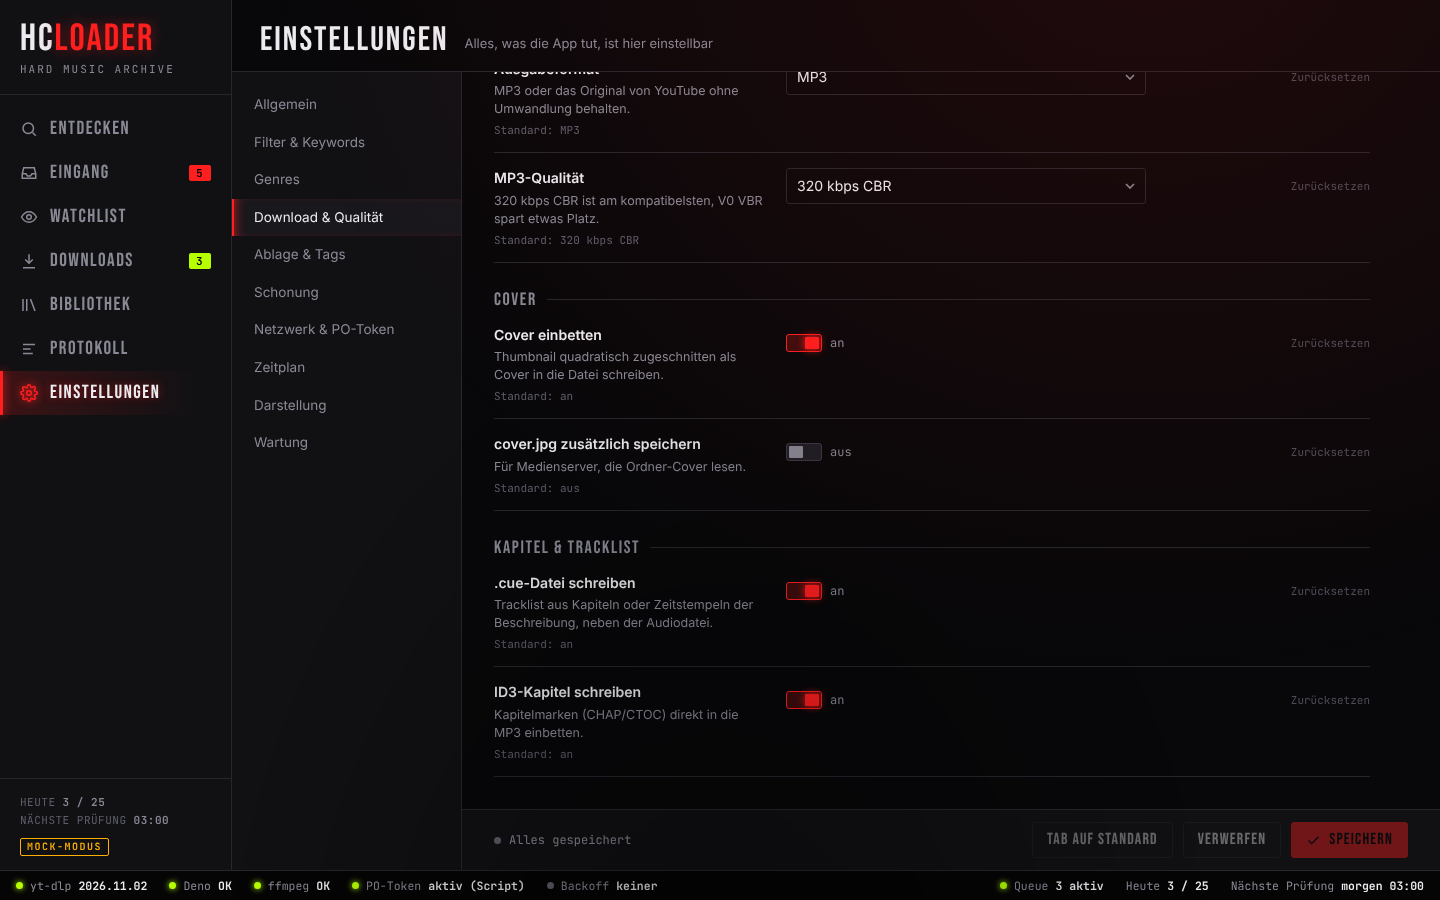 HCLOADER
HARD MUSIC ARCHIVE
ENTDECKEN
EINGANG 5
WATCHLIST
DOWNLOADS 3
BIBLIOTHEK
PROTOKOLL
EINSTELLUNGEN
HEUTE 3 / 25
NÄCHSTE PRÜFUNG 03:00
MOCK-MODUS
EINSTELLUNGEN Alles, was die App tut, ist hier einstellbar
Allgemein
Filter & Keywords
Genres
Download & Qualität
Ablage & Tags
Schonung
Netzwerk & PO-Token
Zeitplan
Darstellung
Wartung
Ausgabeformat
MP3 Zurücksetzen
MP3 oder das Original von YouTube ohne
Umwandlung behalten.
Standard: MP3
MP3-Qualität
320 kbps CBR Zurücksetzen
320 kbps CBR ist am kompatibelsten, V0 VBR
spart etwas Platz.
Standard: 320 kbps CBR
COVER
Cover einbetten
an Zurücksetzen
Thumbnail quadratisch zugeschnitten als
Cover in die Datei schreiben.
Standard: an
cover.jpg zusätzlich speichern
aus Zurücksetzen
Für Medienserver, die Ordner-Cover lesen.
Standard: aus
KAPITEL & TRACKLIST
.cue-Datei schreiben
an Zurücksetzen
Tracklist aus Kapiteln oder Zeitstempeln der
Beschreibung, neben der Audiodatei.
Standard: an
ID3-Kapitel schreiben
an Zurücksetzen
Kapitelmarken (CHAP/CTOC) direkt in die
MP3 einbetten.
Standard: an
Alles gespeichert TAB AUF STANDARD VERWERFEN SPEICHERN
yt-dlp 2026.11.02 Deno OK ffmpeg OK PO-Token aktiv (Script) Backoff keiner Queue 3 aktiv Heute 3 / 25 Nächste Prüfung morgen 03:00